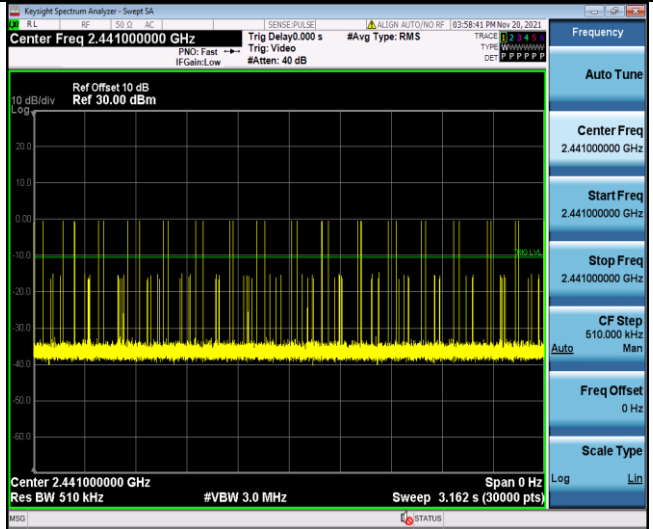 Keysight Spectrum Analyzer - Swept SA
RL RF 50 Ω AC SENSE:PULSE ALIGN AUTO/NO RF 03:58:41 PM Nov 20, 2021
Center Freq 2.441000000 GHz Trig Delay0.000 s #Avg Type: RMS TRACE 1 2 3 4 5 6
PNO: Fast Trig: Video TYPE WWWWWW
IFGain:Low #Atten: 40 dB DET P P P P P P
Ref Offset 10 dB
10 dB/div Ref 30.00 dBm
Log
20.0
10.0
0.00
-10.0
TRIG LVL
-20.0
-30.0
-40.0
-50.0
-60.0
Center 2.441000000 GHz Span 0 Hz
Res BW 510 kHz #VBW 3.0 MHz Sweep 3.162 s (30000 pts)
MSG STATUS
Frequency
Auto Tune
Center Freq
2.441000000 GHz
Start Freq
2.441000000 GHz
Stop Freq
2.441000000 GHz
CF Step
510.000 kHz
Auto Man
Freq Offset
0 Hz
Scale Type
Log Lin